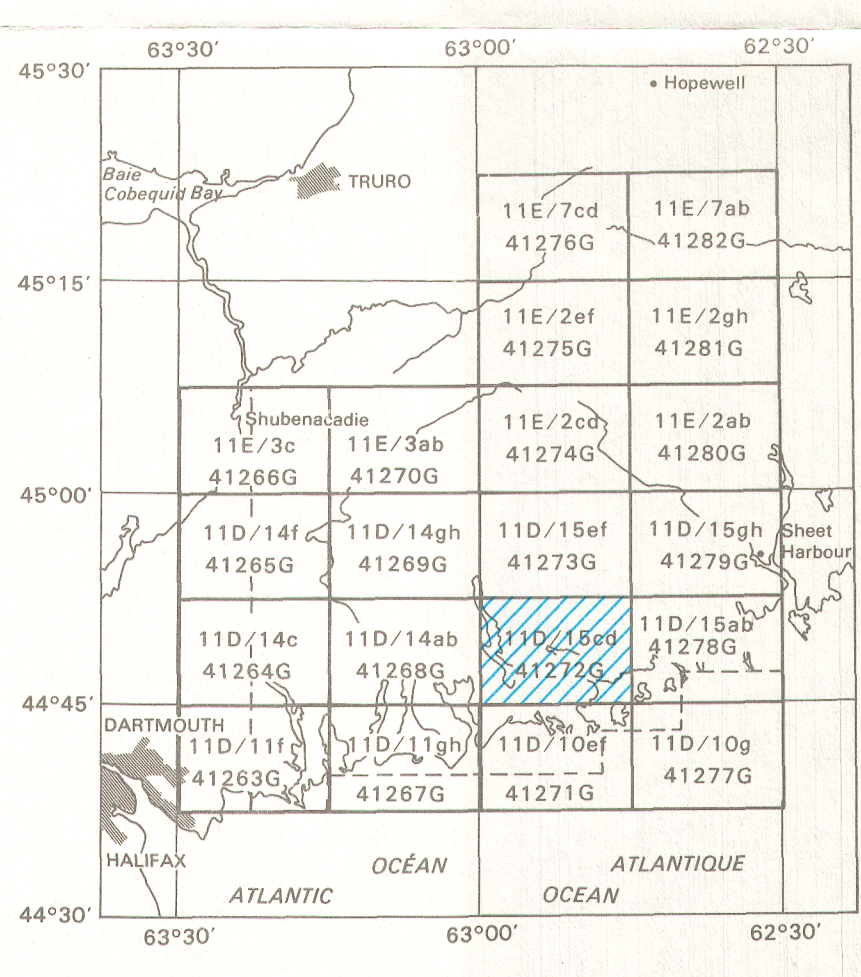 63°30′ 63°00′ 62°30′
45°30′
• Hopewell
Baie
Cobequid Bay
TRURO
11E/7cd 11E/7ab
41276G 41282G
45°15′
11E/2ef 11E/2gh
41275G 41281G
Shubenacadie
11E/3c 11E/3ab 11E/2cd 11E/2ab
41266G 41270G 41274G 41280G
45°00′
11D/14f 11D/14gh 11D/15ef 11D/15gh
41265G 41269G 41273G 41279G
Sheet
Harbour
11D/14c 11D/14ab 11D/15cd 11D/15ab
41264G 41268G 41272G 41278G
44°45′
DARTMOUTH
11D/11f 11D/11gh 11D/10ef 11D/10g
41263G 41267G 41271G 41277G
HALIFAX
OCÉAN ATLANTIQUE
ATLANTIC OCEAN
44°30′
63°30′ 63°00′ 62°30′